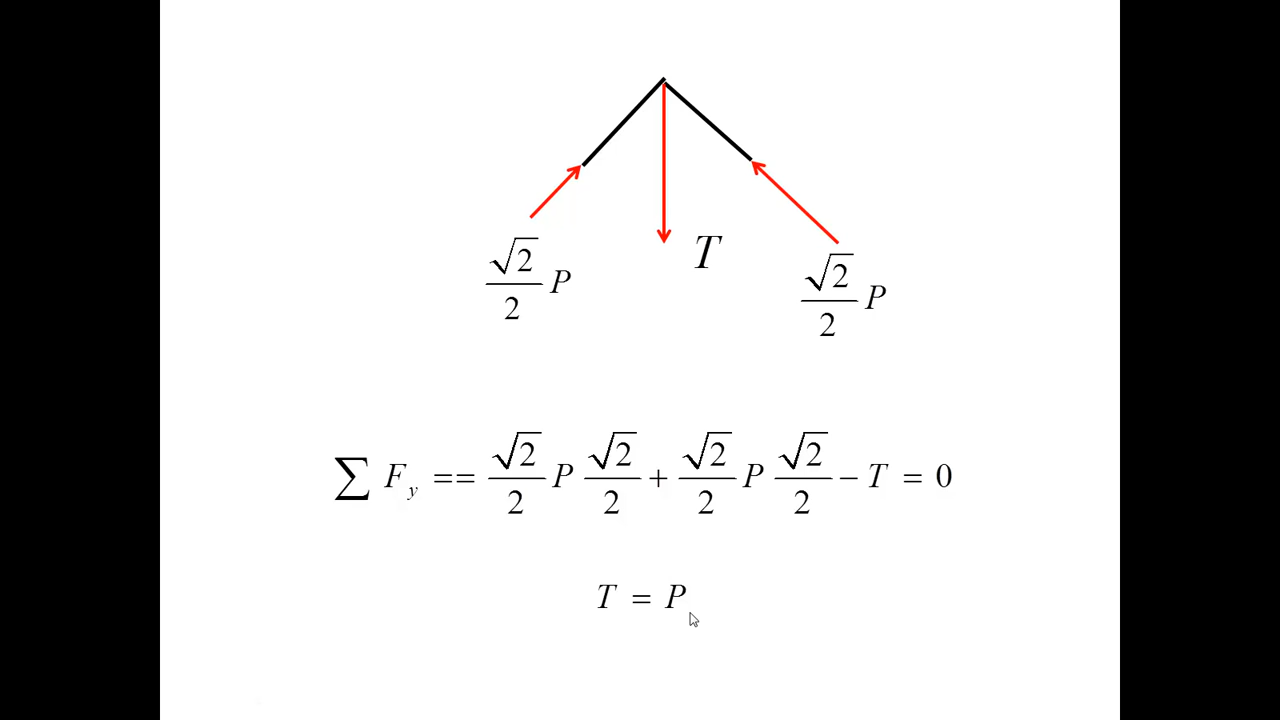 T
√2/2 P
√2/2 P
∑ F_y == √2/2 P √2/2 + √2/2 P √2/2 − T = 0
T = P